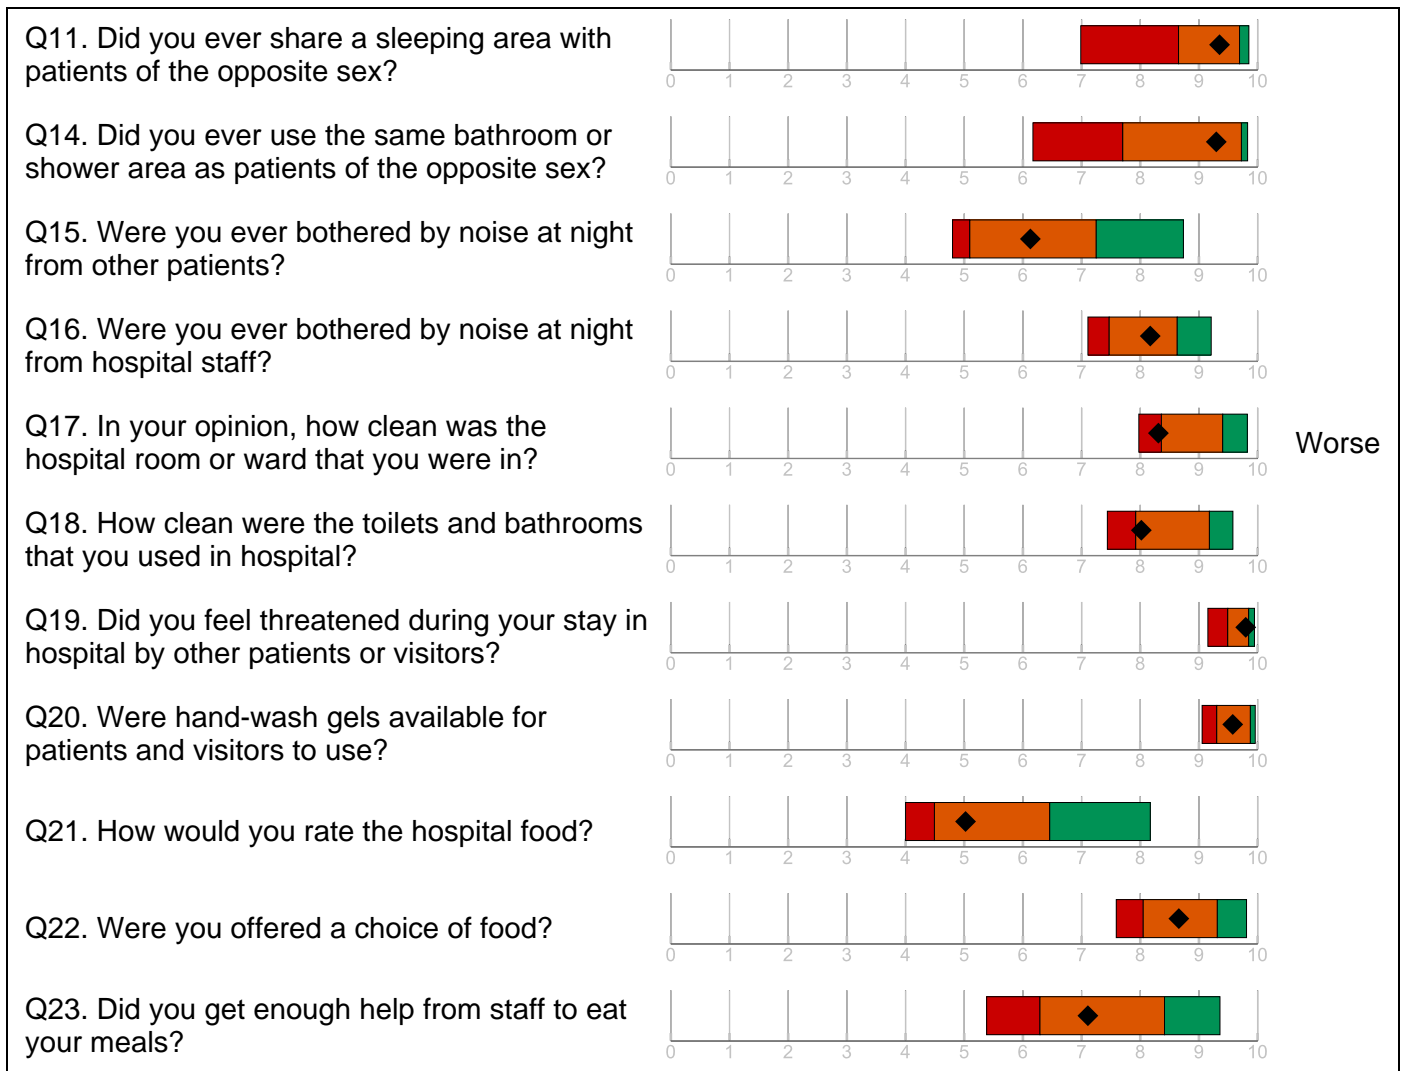 Q11. Did you ever share a sleeping area with
patients of the opposite sex?
0 1 2 3 4 5 6 7 8 9 10
Q14. Did you ever use the same bathroom or
shower area as patients of the opposite sex?
0 1 2 3 4 5 6 7 8 9 10
Q15. Were you ever bothered by noise at night
from other patients?
0 1 2 3 4 5 6 7 8 9 10
Q16. Were you ever bothered by noise at night
from hospital staff?
0 1 2 3 4 5 6 7 8 9 10
Q17. In your opinion, how clean was the
hospital room or ward that you were in?
Worse
0 1 2 3 4 5 6 7 8 9 10
Q18. How clean were the toilets and bathrooms
that you used in hospital?
0 1 2 3 4 5 6 7 8 9 10
Q19. Did you feel threatened during your stay in
hospital by other patients or visitors?
0 1 2 3 4 5 6 7 8 9 10
Q20. Were hand-wash gels available for
patients and visitors to use?
0 1 2 3 4 5 6 7 8 9 10
Q21. How would you rate the hospital food?
0 1 2 3 4 5 6 7 8 9 10
Q22. Were you offered a choice of food?
0 1 2 3 4 5 6 7 8 9 10
Q23. Did you get enough help from staff to eat
your meals?
0 1 2 3 4 5 6 7 8 9 10